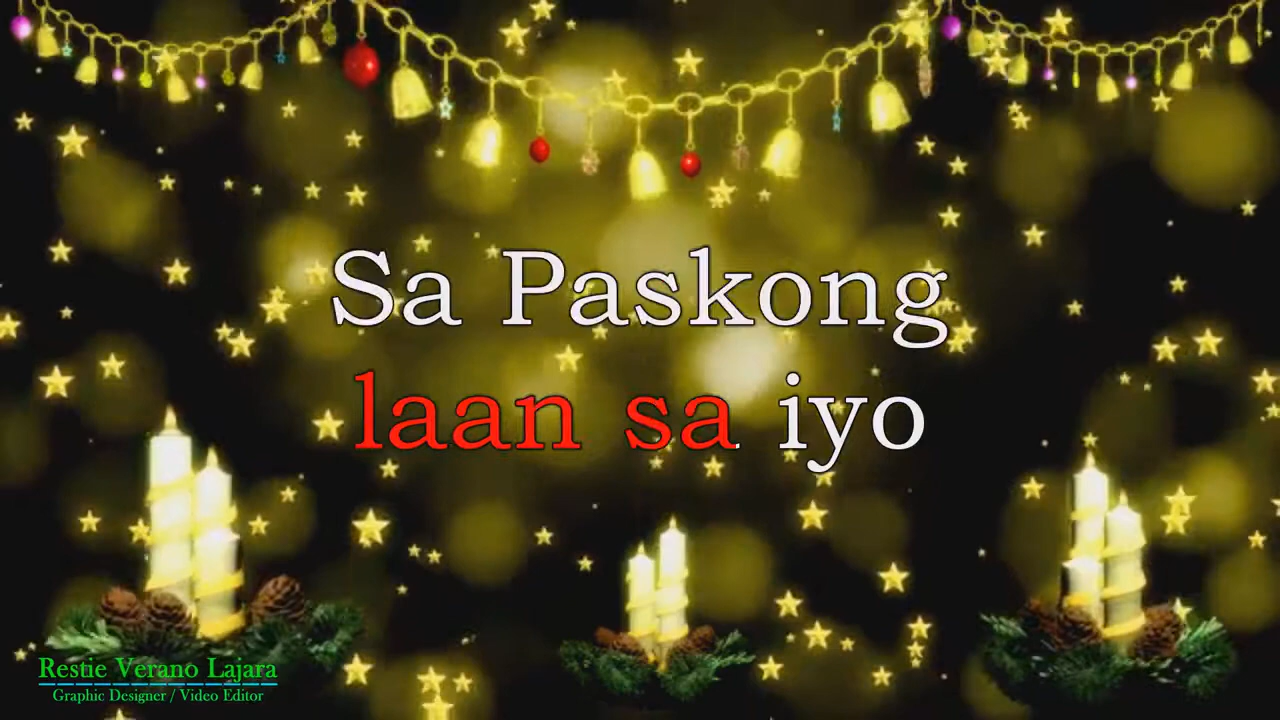 Sa Paskong
laan sa iyo
Restie Verano Lajara
Graphic Designer / Video Editor